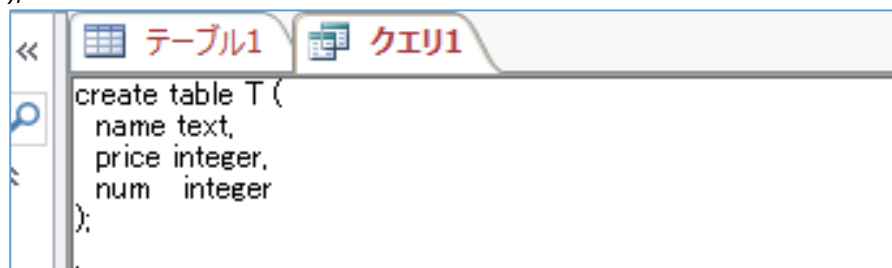 );
テーブル1 クエリ1
create table T (
name text,
price integer,
num integer
);